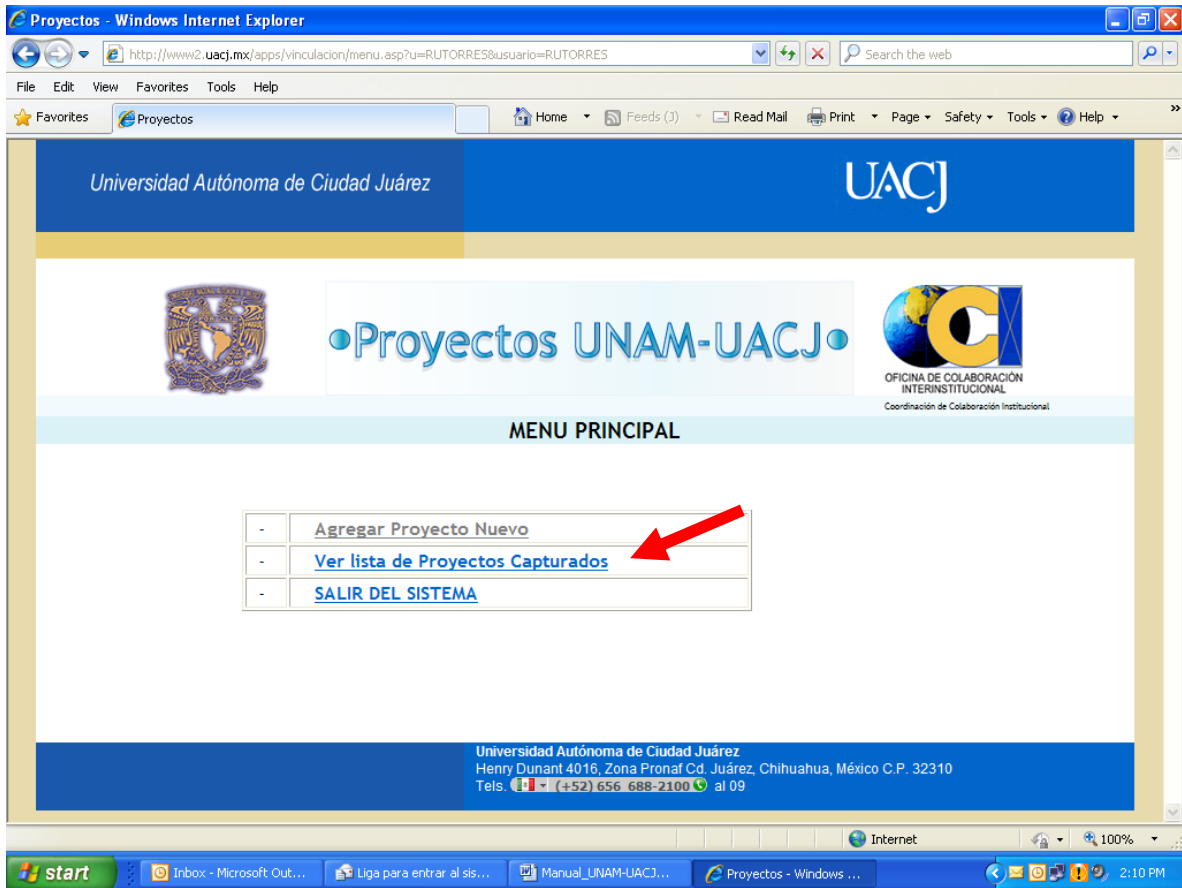 Proyectos - Windows Internet Explorer
http://www2.uacj.mx/apps/vinculacion/menu.asp?u=RUTORRES&usuario=RUTORRES
Search the web
File Edit View Favorites Tools Help
Favorites Proyectos Home Feeds (J) Read Mail Print Page Safety Tools Help »
Universidad Autónoma de Ciudad Juárez
UACJ
Proyectos UNAM-UACJ
OFICINA DE COLABORACIÓN
INTERINSTITUCIONAL
Coordinación de Colaboración Institucional
MENU PRINCIPAL
- Agregar Proyecto Nuevo
- Ver lista de Proyectos Capturados
- SALIR DEL SISTEMA
Universidad Autónoma de Ciudad Juárez
Henry Dunant 4016, Zona Pronaf Cd. Juárez, Chihuahua, México C.P. 32310
Tels. (+52) 656 688-2100 al 09
Internet 100%
start Inbox - Microsoft Out... Liga para entrar al sis... Manual_UNAM-UACJ... Proyectos - Windows ... 2:10 PM